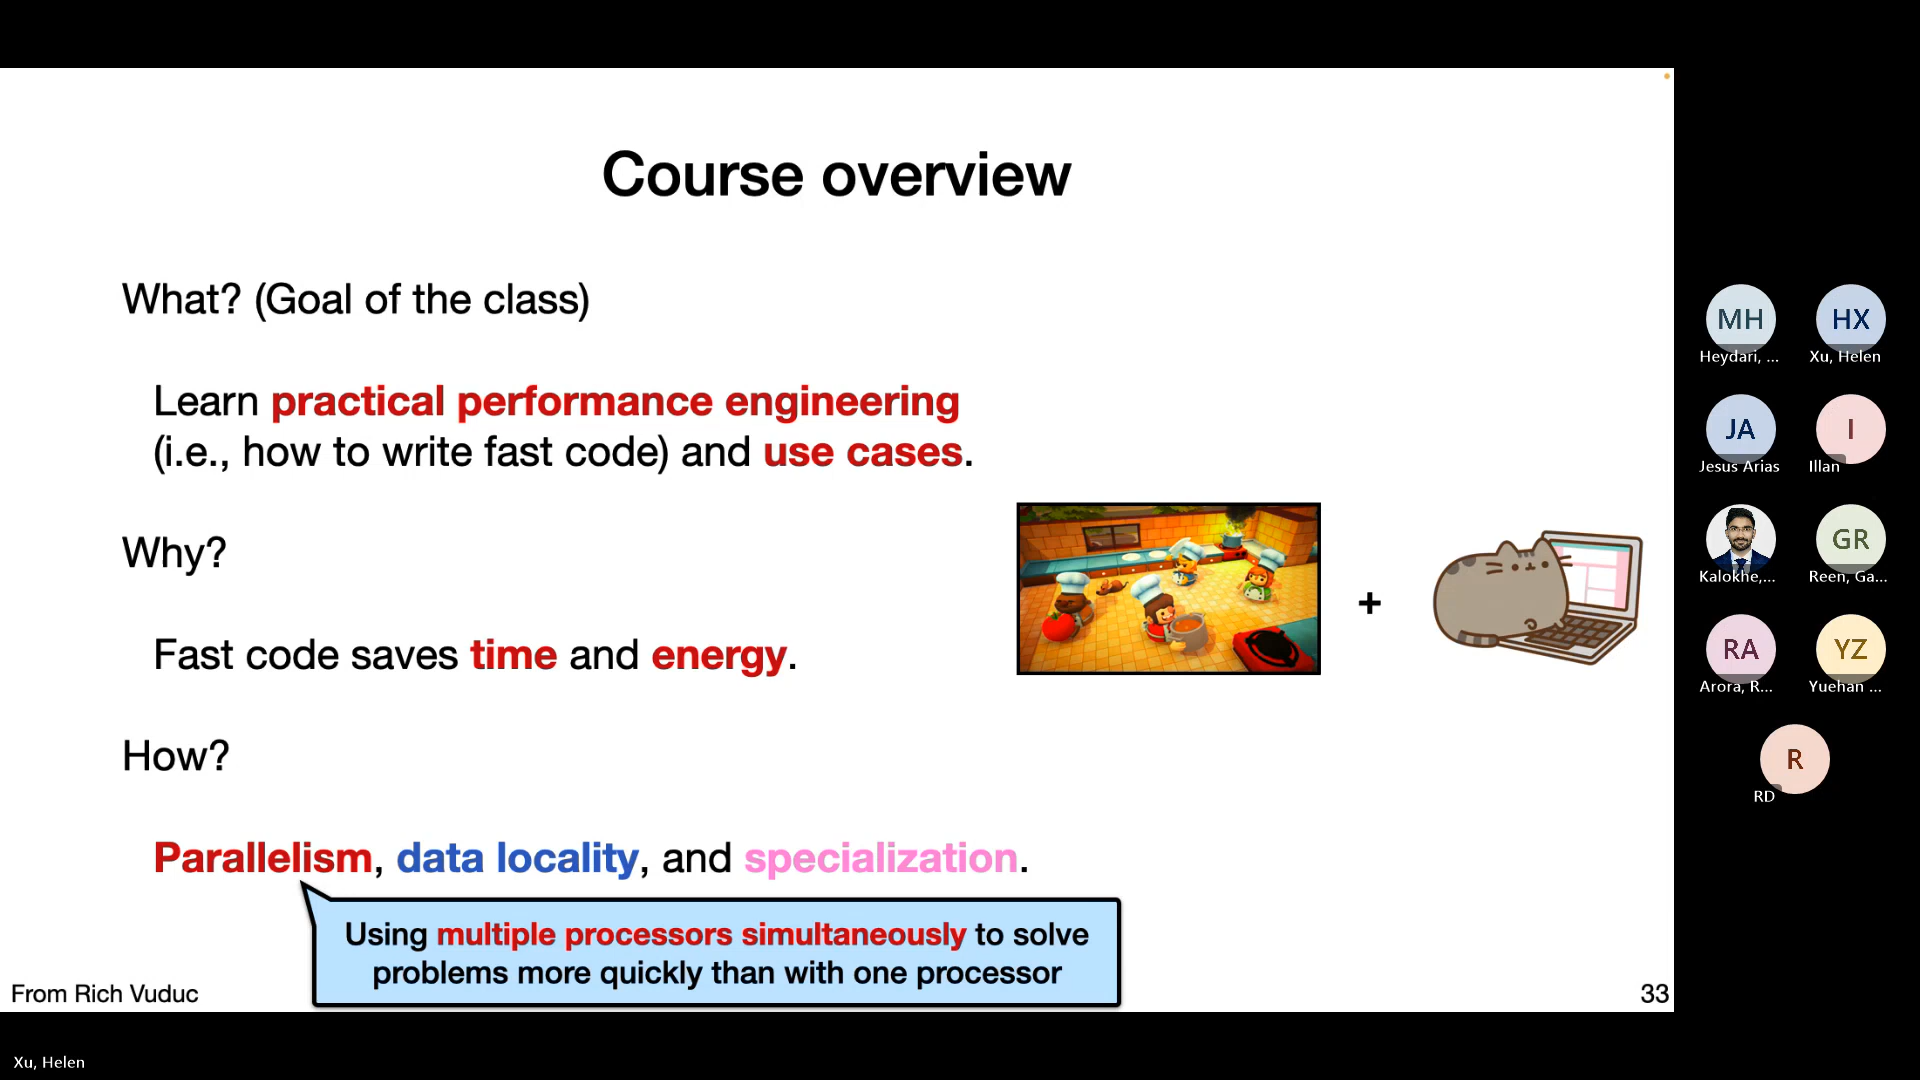 Course overview
What? (Goal of the class)
Learn practical performance engineering
(i.e., how to write fast code) and use cases.
Why?
Fast code saves time and energy.
+
How?
Parallelism, data locality, and specialization.
Using multiple processors simultaneously to solve
problems more quickly than with one processor
From Rich Vuduc
33
MH
Heydari, ...
HX
Xu, Helen
JA
Jesus Arias
I
Illan
Kalokhe,...
GR
Reen, Ga...
RA
Arora, R...
YZ
Yuehan ...
R
RD
Xu, Helen